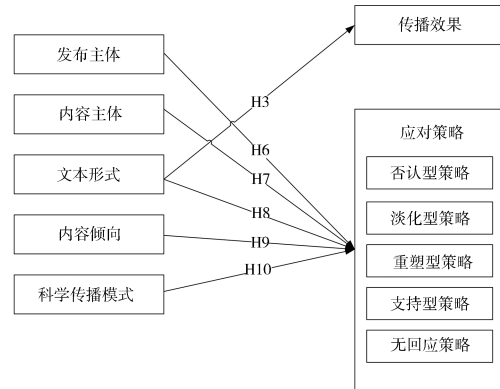 传播效果
发布主体
内容主体
文本形式
内容倾向
科学传播模式
H3
H6
H7
H8
H9
H10
应对策略
否认型策略
淡化型策略
重塑型策略
支持型策略
无回应策略